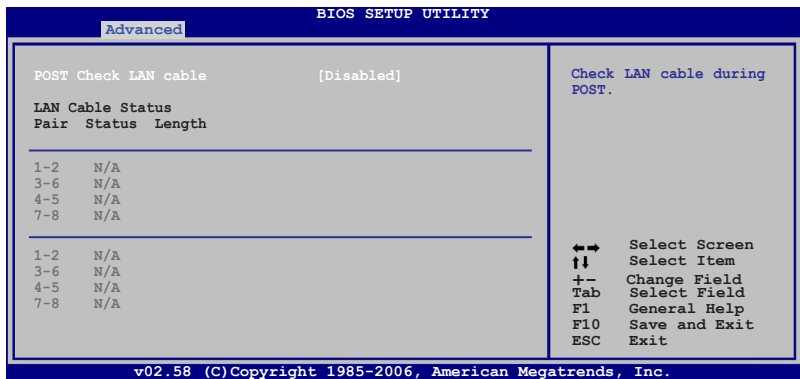 BIOS SETUP UTILITY
Advanced
POST Check LAN cable [Disabled]
LAN Cable Status
Pair Status Length
1-2 N/A
3-6 N/A
4-5 N/A
7-8 N/A
1-2 N/A
3-6 N/A
4-5 N/A
7-8 N/A
Check LAN cable during
POST.
←→ Select Screen
↑↓ Select Item
+- Change Field
Tab Select Field
F1 General Help
F10 Save and Exit
ESC Exit
v02.58 (C)Copyright 1985-2006, American Megatrends, Inc.